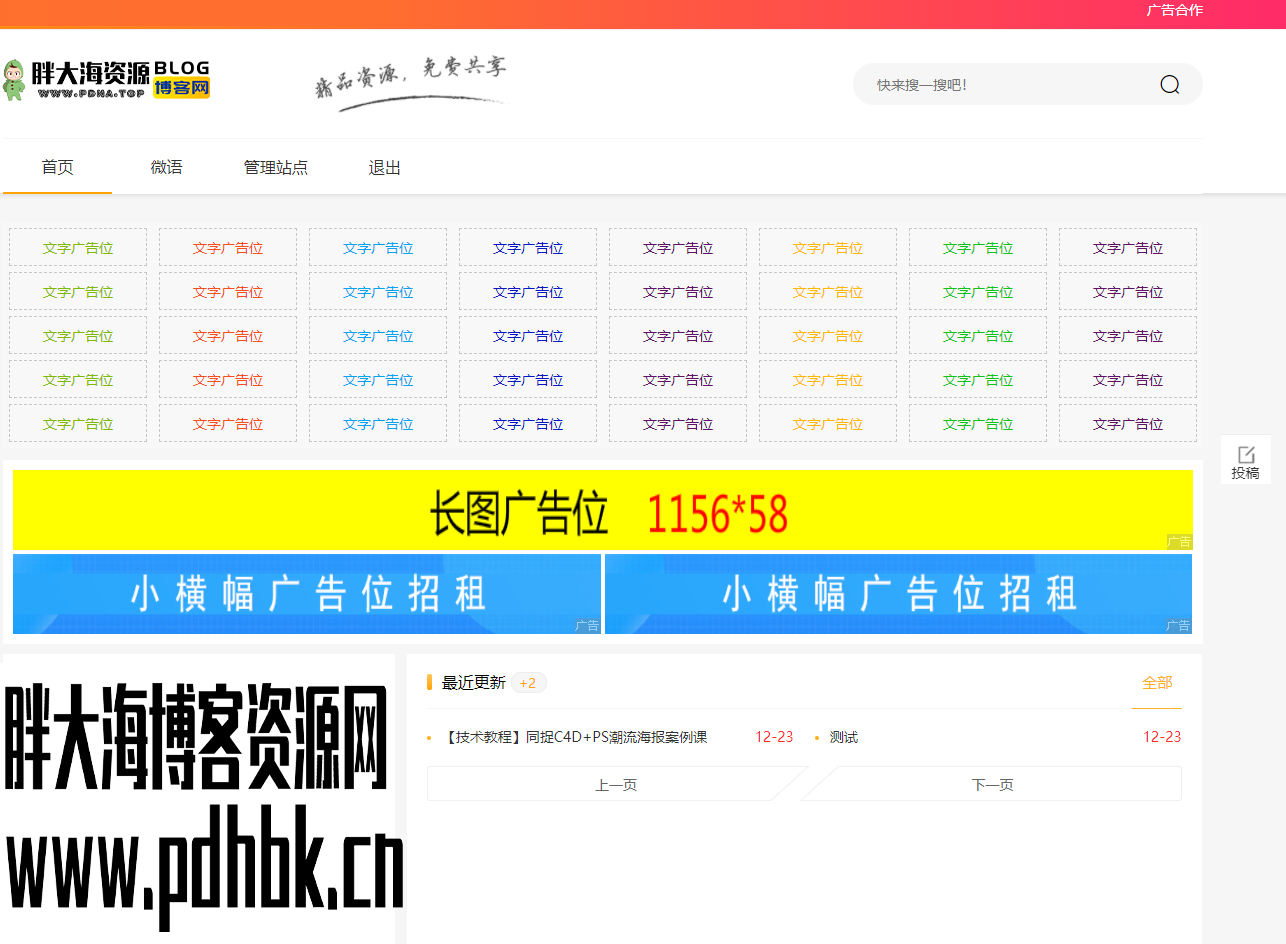 广告合作
胖大海资源 BLOG 博客网
WWW.PDHA.TOP
精品资源，免费共享
快来搜一搜吧！
首页 微语 管理站点 退出
文字广告位 文字广告位 文字广告位 文字广告位 文字广告位 文字广告位 文字广告位 文字广告位
文字广告位 文字广告位 文字广告位 文字广告位 文字广告位 文字广告位 文字广告位 文字广告位
文字广告位 文字广告位 文字广告位 文字广告位 文字广告位 文字广告位 文字广告位 文字广告位
文字广告位 文字广告位 文字广告位 文字广告位 文字广告位 文字广告位 文字广告位 文字广告位
文字广告位 文字广告位 文字广告位 文字广告位 文字广告位 文字广告位 文字广告位 文字广告位
投稿
长图广告位 1156*58
广告
小横幅广告位招租 小横幅广告位招租
广告 广告
胖大海博客资源网
www.pdhbk.cn
最近更新 +2 全部
【技术教程】同捉C4D+PS潮流海报案例课 12-23 测试 12-23
上一页 下一页